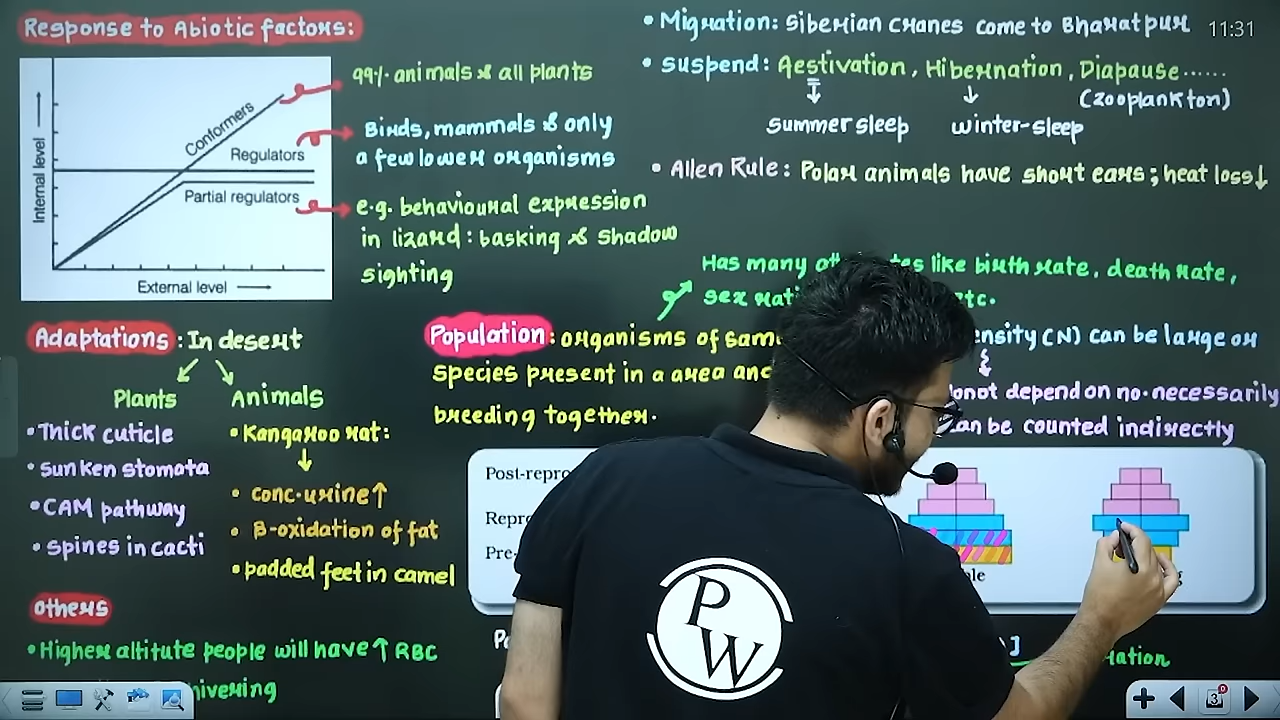 Response to Abiotic factors:
Internal level
Conformers
Regulators
Partial regulators
External level
99% animals & all plants
Birds, mammals & only
a few lower organisms
e.g. behavioural expression
in lizard: basking & shadow
sighting
• Migration: Siberian cranes come to Bharatpur
11:31
• suspend: Aestivation, Hibernation, Diapause......
(zooplankton)
summer sleep
winter-sleep
• Allen Rule: Polar animals have short ears; heat loss↓
Has many like birth rate, death rate,
sex etc.
Adaptations: In desert
Plants
• Thick cuticle
• sunken stomata
• CAM pathway
• spines in cacti
Animals
• Kangaroo rat:
• conc. urine↑
• β-oxidation of fat
• padded feet in camel
Population: organisms of
species present in a area
breeding together.
(N) can be large or
donot depend on no. necessarily
can be counted indirectly
Post-
Pre-
others
• Higher altitute people will have ↑ RBC
shivering
P
W
3